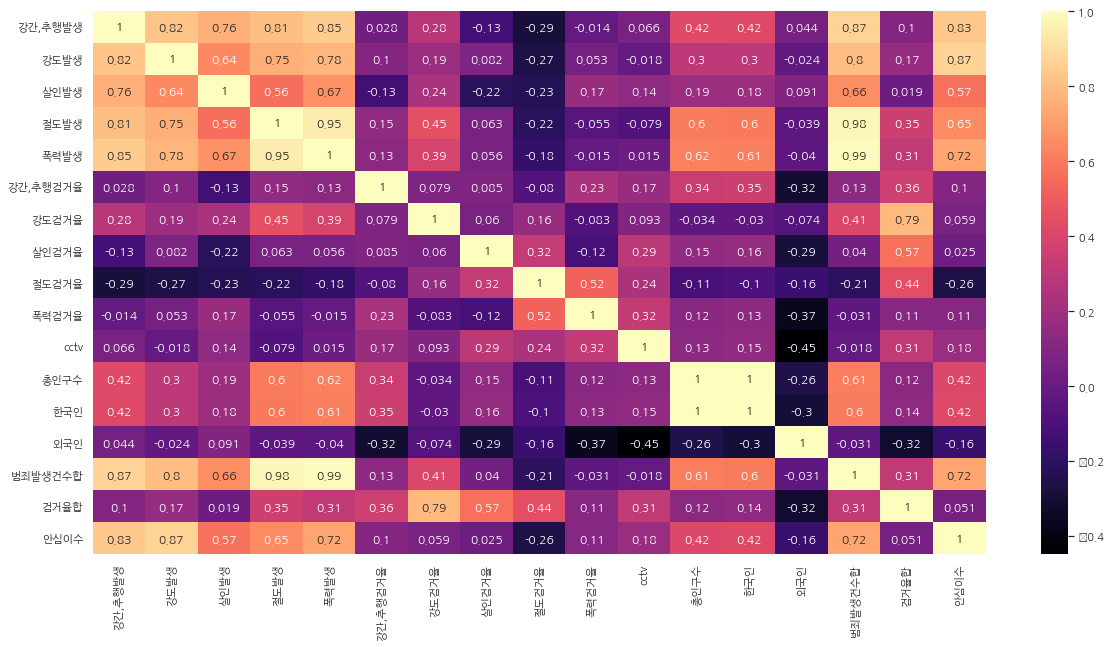 강간,추행발생 1 0.82 0.76 0.81 0.85 0.028 0.28 -0.13 -0.29 -0.014 0.066 0.42 0.42 0.044 0.87 0.1 0.83
강도발생 0.82 1 0.64 0.75 0.78 0.1 0.19 0.082 -0.27 0.053 -0.018 0.3 0.3 -0.024 0.8 0.17 0.87
살인발생 0.76 0.64 1 0.56 0.67 -0.13 0.24 -0.22 -0.23 0.17 0.14 0.19 0.18 0.091 0.66 0.019 0.57
절도발생 0.81 0.75 0.56 1 0.95 0.15 0.45 0.063 -0.22 -0.055 -0.079 0.6 0.6 -0.039 0.98 0.35 0.65
폭력발생 0.85 0.78 0.67 0.95 1 0.13 0.39 0.056 -0.18 -0.015 0.015 0.62 0.61 -0.04 0.99 0.31 0.72
강간,추행검거율 0.028 0.1 -0.13 0.15 0.13 1 0.079 0.085 -0.08 0.23 0.17 0.34 0.35 -0.32 0.13 0.36 0.1
강도검거율 0.28 0.19 0.24 0.45 0.39 0.079 1 0.06 0.16 -0.083 0.093 -0.034 -0.03 -0.074 0.41 0.79 0.059
살인검거율 -0.13 0.082 -0.22 0.063 0.056 0.085 0.06 1 0.32 -0.12 0.29 0.15 0.16 -0.29 0.04 0.57 0.025
절도검거율 -0.29 -0.27 -0.23 -0.22 -0.18 -0.08 0.16 0.32 1 0.52 0.24 -0.11 -0.1 -0.16 -0.21 0.44 -0.26
폭력검거율 -0.014 0.053 0.17 -0.055 -0.015 0.23 -0.083 -0.12 0.52 1 0.32 0.12 0.13 -0.37 -0.031 0.11 0.11
cctv 0.066 -0.018 0.14 -0.079 0.015 0.17 0.093 0.29 0.24 0.32 1 0.13 0.15 -0.45 -0.018 0.31 0.18
총인구수 0.42 0.3 0.19 0.6 0.62 0.34 -0.034 0.15 -0.11 0.12 0.13 1 1 -0.26 0.61 0.12 0.42
한국인 0.42 0.3 0.18 0.6 0.61 0.35 -0.03 0.16 -0.1 0.13 0.15 1 1 -0.3 0.6 0.14 0.42
외국인 0.044 -0.024 0.091 -0.039 -0.04 -0.32 -0.074 -0.29 -0.16 -0.37 -0.45 -0.26 -0.3 1 -0.031 -0.32 -0.16
범죄발생건수합 0.87 0.8 0.66 0.98 0.99 0.13 0.41 0.04 -0.21 -0.031 -0.018 0.61 0.6 -0.031 1 0.31 0.72
검거율합 0.1 0.17 0.019 0.35 0.31 0.36 0.79 0.57 0.44 0.11 0.31 0.12 0.14 -0.32 0.31 1 0.051
안심이수 0.83 0.87 0.57 0.65 0.72 0.1 0.059 0.025 -0.26 0.11 0.18 0.42 0.42 -0.16 0.72 0.051 1
강간,추행발생 강도발생 살인발생 절도발생 폭력발생 강간,추행검거율 강도검거율 살인검거율 절도검거율 폭력검거율 cctv 총인구수 한국인 외국인 범죄발생건수합 검거율합 안심이수
1.0
0.8
0.6
0.4
0.2
0.0
0.2
0.4